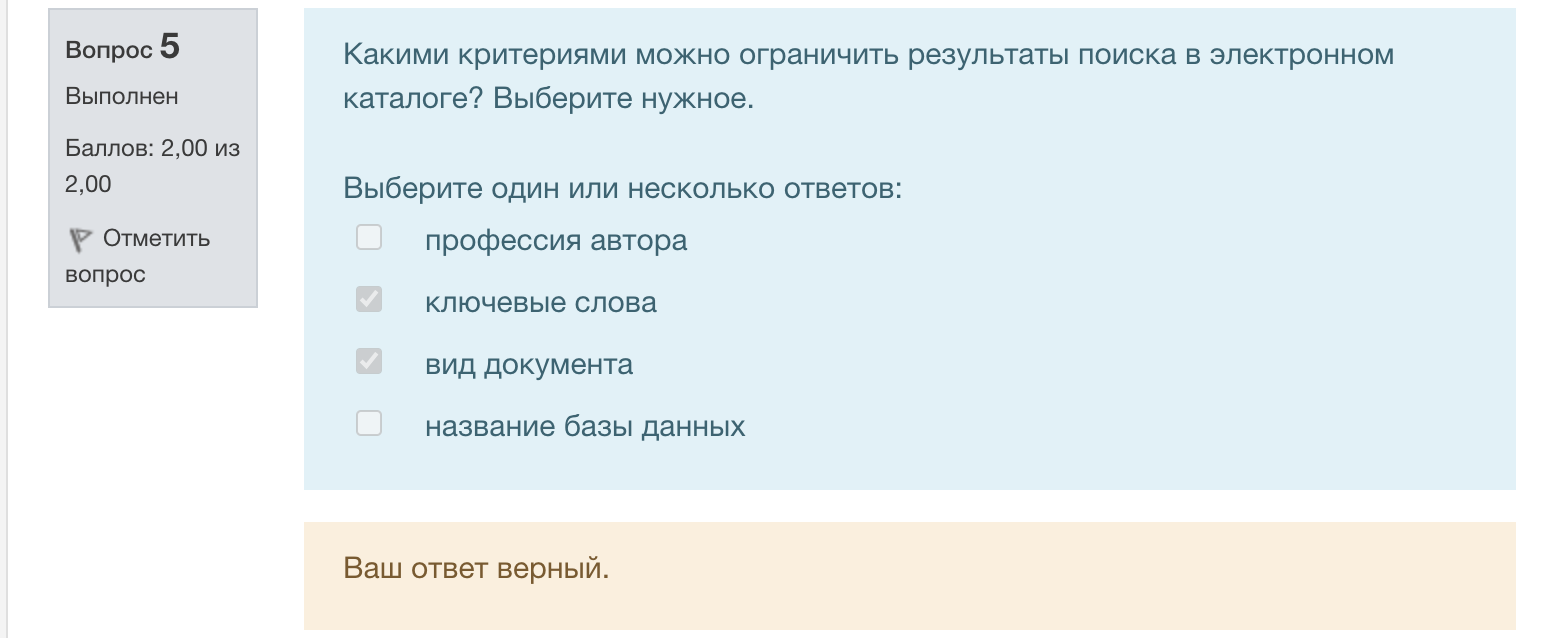 Вопрос 5
Выполнен
Баллов: 2,00 из
2,00
Отметить
вопрос
Какими критериями можно ограничить результаты поиска в электронном
каталоге? Выберите нужное.
Выберите один или несколько ответов:
профессия автора
ключевые слова
вид документа
название базы данных
Ваш ответ верный.